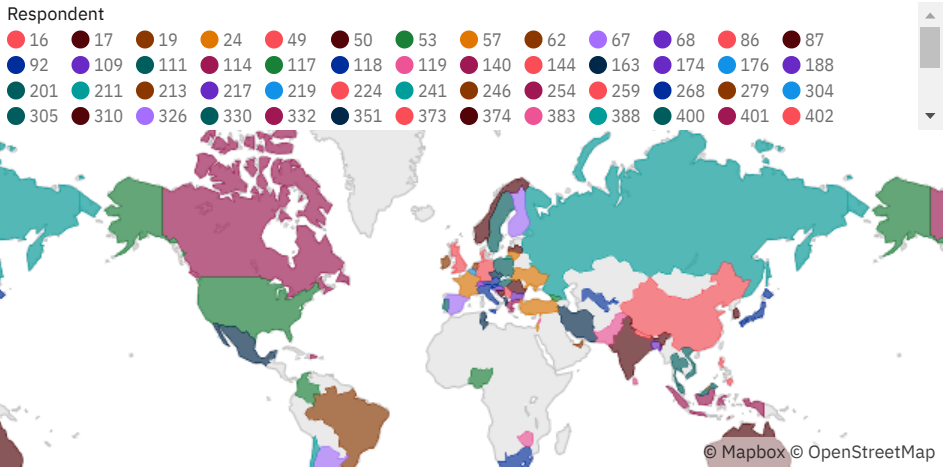 Respondent
16 17 19 24 49 50 53 57 62 67 68 86 87
92 109 111 114 117 118 119 140 144 163 174 176 188
201 211 213 217 219 224 241 246 254 259 268 279 304
305 310 326 330 332 351 373 374 383 388 400 401 402
© Mapbox © OpenStreetMap